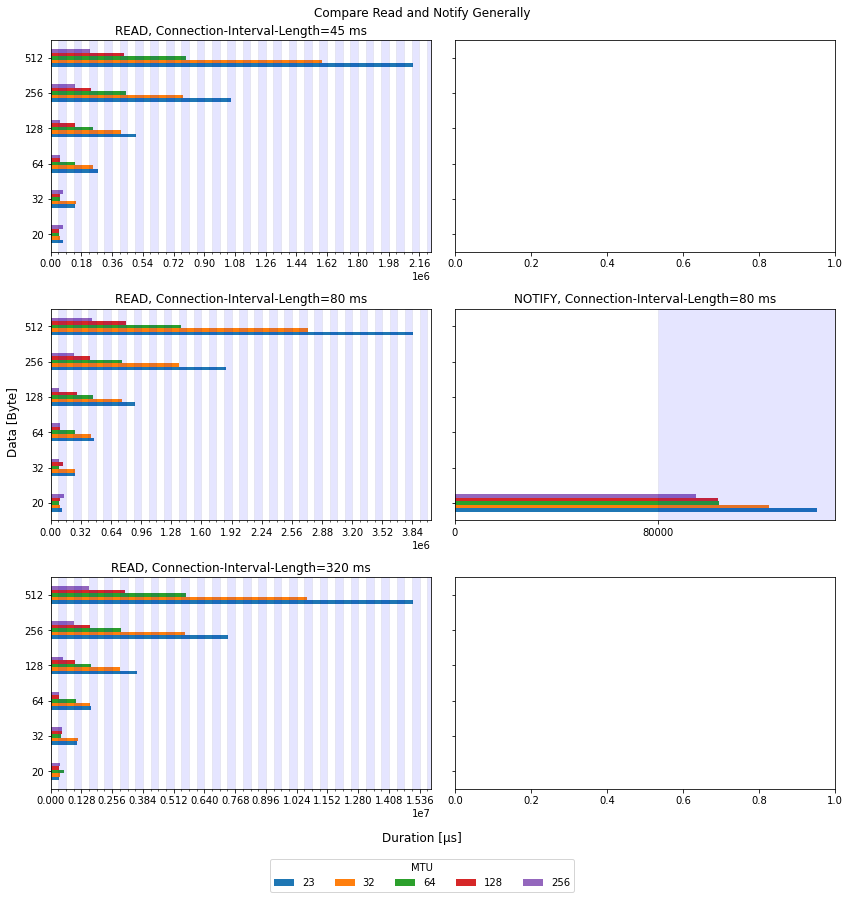 Compare Read and Notify Generally
READ, Connection-Interval-Length=45 ms
512
256
128
64
32
20
0.00 0.18 0.36 0.54 0.72 0.90 1.08 1.26 1.44 1.62 1.80 1.98 2.16
1e6
0.0 0.2 0.4 0.6 0.8 1.0
READ, Connection-Interval-Length=80 ms
512
256
128
64
32
20
0.00 0.32 0.64 0.96 1.28 1.60 1.92 2.24 2.56 2.88 3.20 3.52 3.84
1e6
NOTIFY, Connection-Interval-Length=80 ms
0 80000
Data [Byte]
READ, Connection-Interval-Length=320 ms
512
256
128
64
32
20
0.000 0.128 0.256 0.384 0.512 0.640 0.768 0.896 1.024 1.152 1.280 1.408 1.536
1e7
0.0 0.2 0.4 0.6 0.8 1.0
Duration [µs]
MTU
23 32 64 128 256